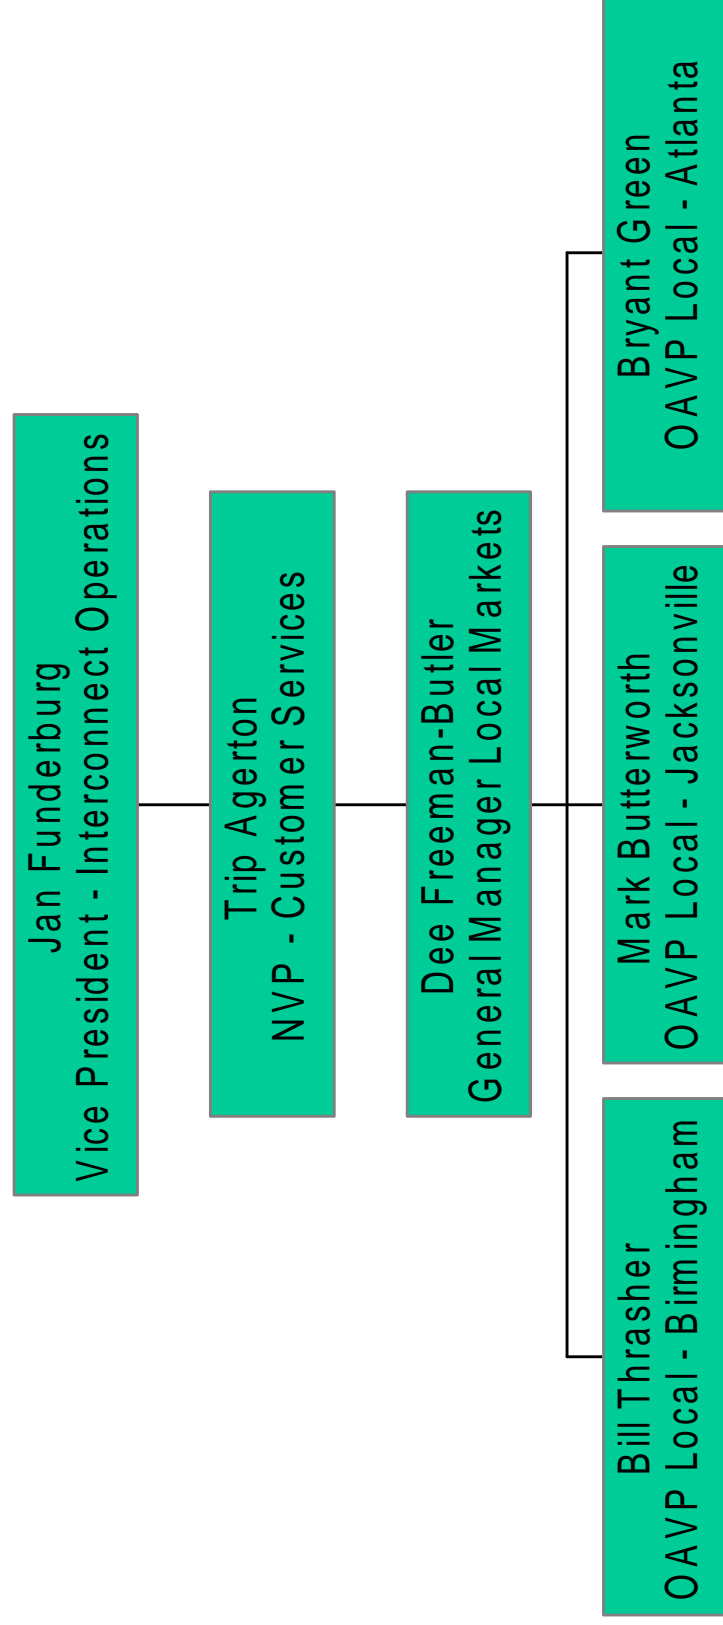 Jan Funderburg
Vice President - Interconnect Operations
Trip Agerton
NVP - Customer Services
Dee Freeman-Butler
General Manager Local Markets
Bill Thrasher
OAVP Local - Birmingham
Mark Butterworth
OAVP Local - Jacksonville
Bryant Green
OAVP Local - Atlanta